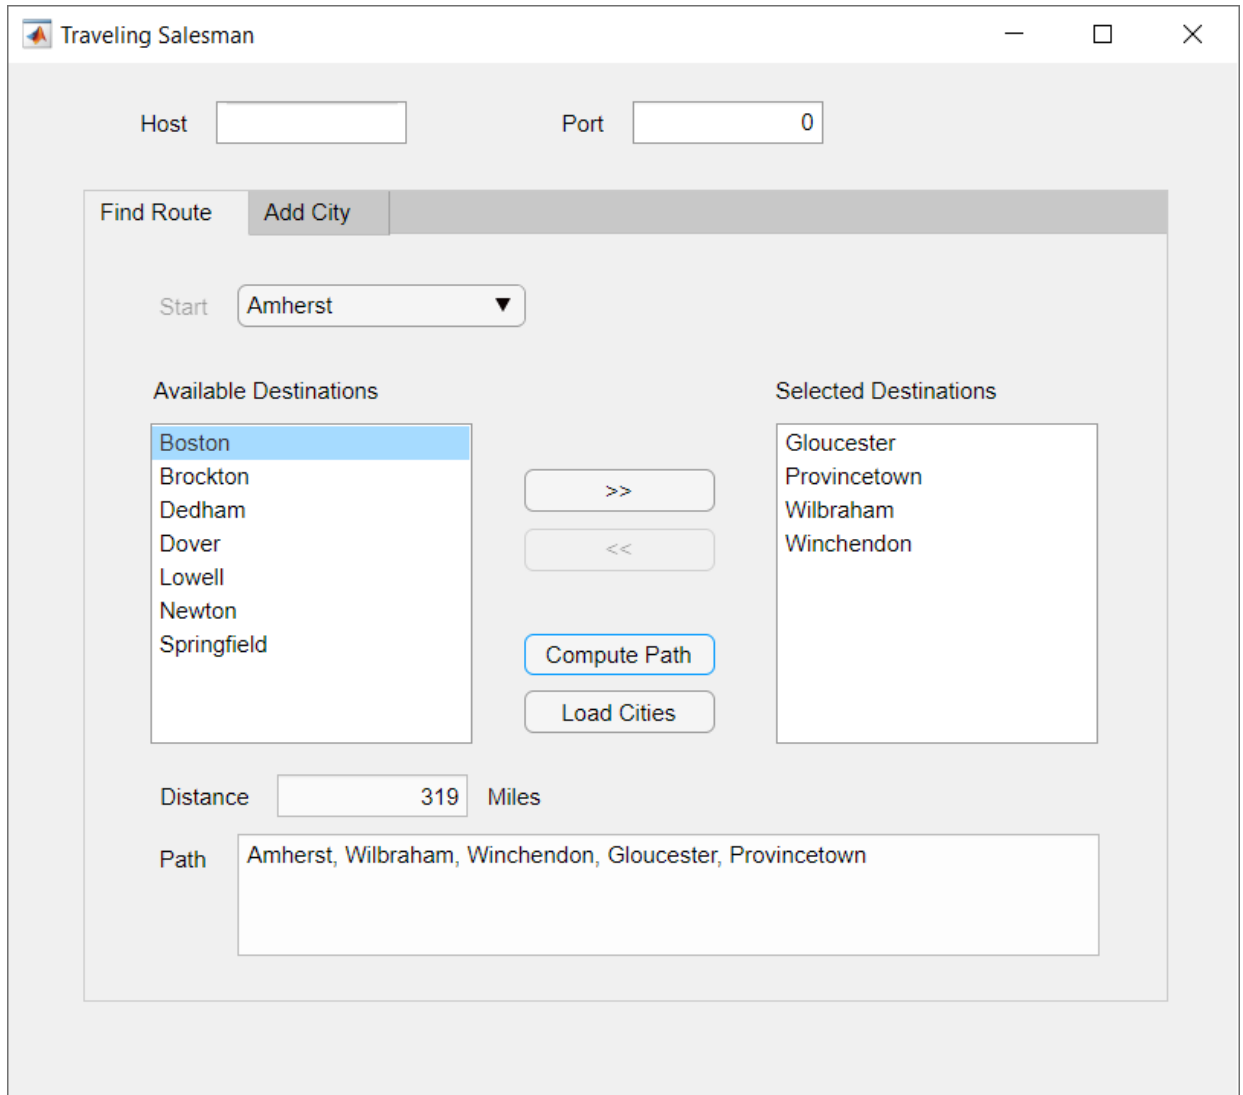 Traveling Salesman
Host
Port 0
Find Route Add City
Start Amherst
Available Destinations Selected Destinations
Boston Gloucester
Brockton Provincetown
Dedham Wilbraham
Dover Winchendon
Lowell
Newton
Springfield
>>
<<
Compute Path
Load Cities
Distance 319 Miles
Path Amherst, Wilbraham, Winchendon, Gloucester, Provincetown